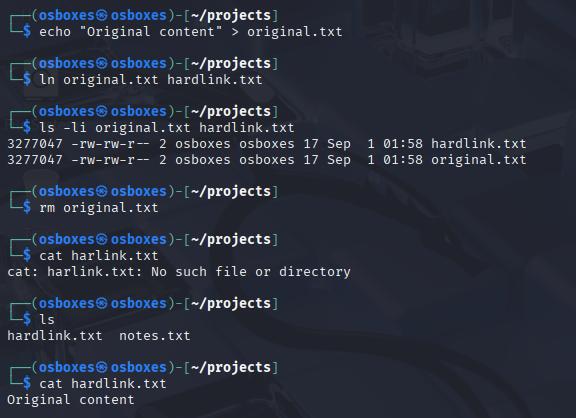 ┌──(osboxes㉿osboxes)-[~/projects]
└─$ echo "Original content" > original.txt
┌──(osboxes㉿osboxes)-[~/projects]
└─$ ln original.txt hardlink.txt
┌──(osboxes㉿osboxes)-[~/projects]
└─$ ls -li original.txt hardlink.txt
3277047 -rw-rw-r-- 2 osboxes osboxes 17 Sep  1 01:58 hardlink.txt
3277047 -rw-rw-r-- 2 osboxes osboxes 17 Sep  1 01:58 original.txt
┌──(osboxes㉿osboxes)-[~/projects]
└─$ rm original.txt
┌──(osboxes㉿osboxes)-[~/projects]
└─$ cat harlink.txt
cat: harlink.txt: No such file or directory
┌──(osboxes㉿osboxes)-[~/projects]
└─$ ls
hardlink.txt  notes.txt
┌──(osboxes㉿osboxes)-[~/projects]
└─$ cat hardlink.txt
Original content